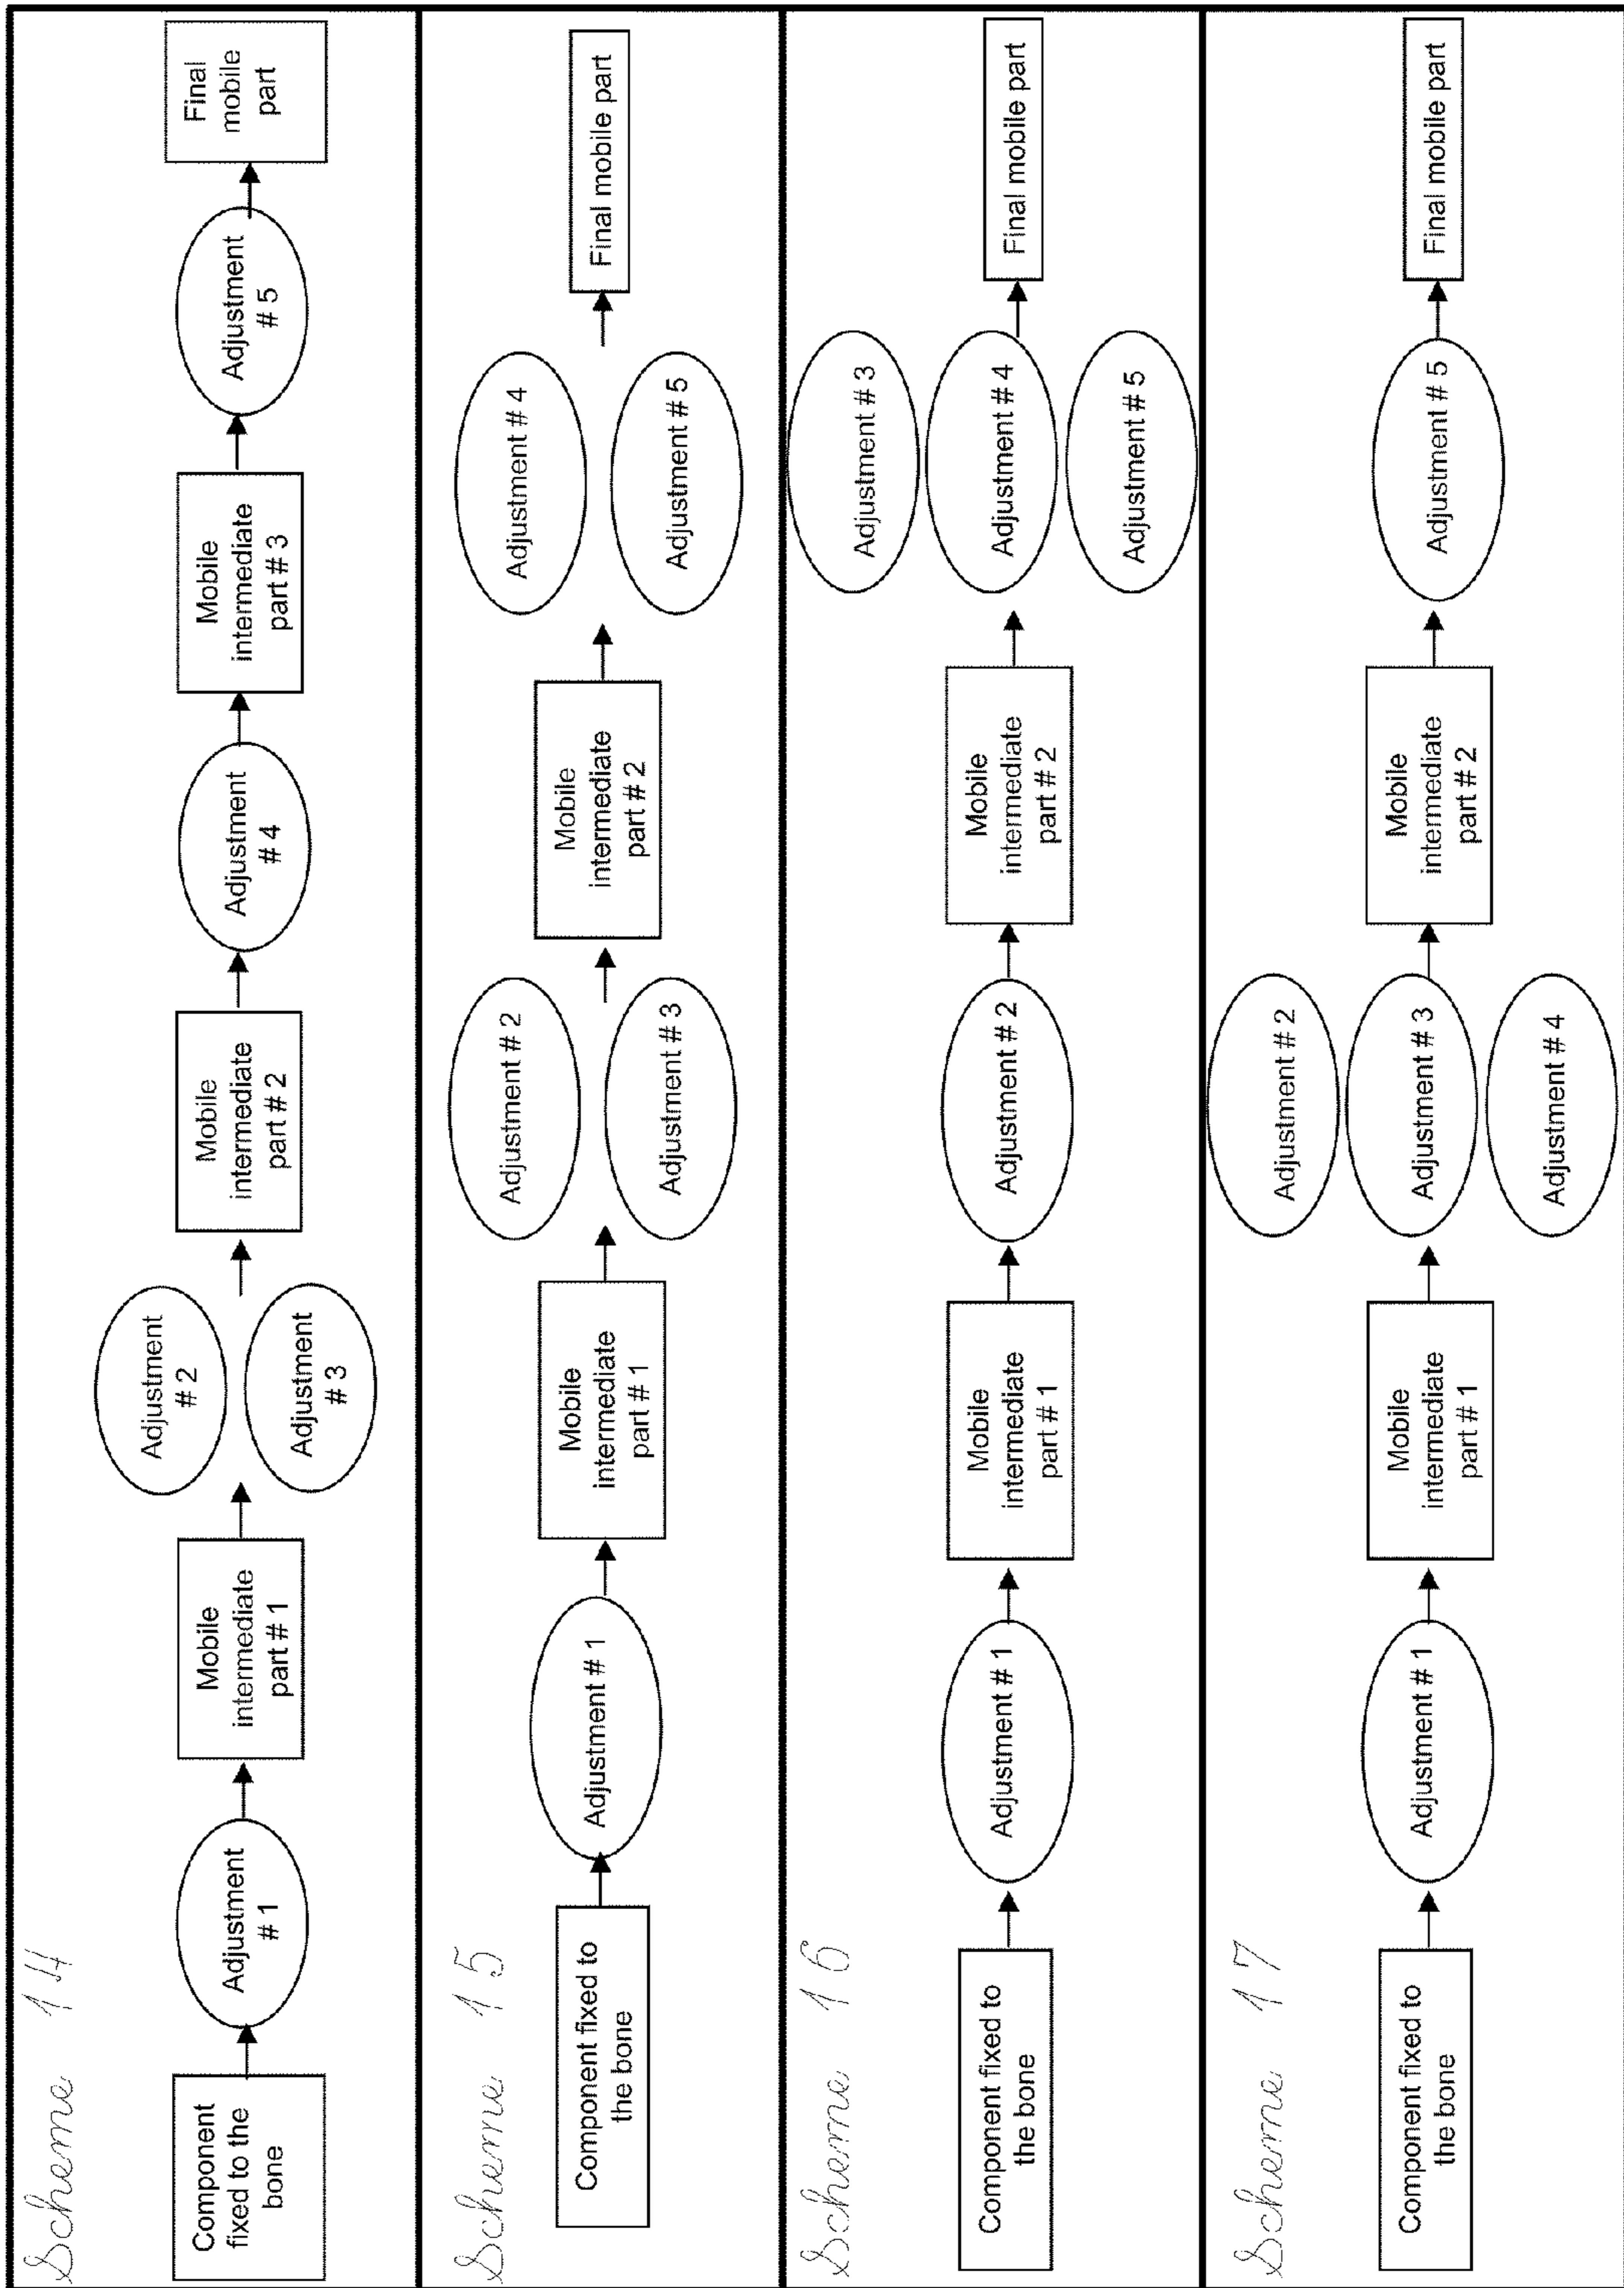 Scheme 14
Component
fixed to the
bone
Adjustment
# 1
Mobile
intermediate
part # 1
Adjustment
# 2
Adjustment
# 3
Mobile
intermediate
part # 2
Adjustment
# 4
Mobile
intermediate
part # 3
Adjustment
# 5
Final
mobile
part
Scheme 15
Component fixed to
the bone
Adjustment # 1
Mobile
intermediate
part # 1
Adjustment # 2
Adjustment # 3
Mobile
intermediate
part # 2
Adjustment # 4
Adjustment # 5
Final mobile part
Scheme 16
Component fixed to
the bone
Adjustment # 1
Mobile
intermediate
part # 1
Adjustment # 2
Mobile
intermediate
part # 2
Adjustment # 3
Adjustment # 4
Adjustment # 5
Final mobile part
Scheme 17
Component fixed to
the bone
Adjustment # 1
Mobile
intermediate
part # 1
Adjustment # 2
Adjustment # 3
Adjustment # 4
Mobile
intermediate
part # 2
Adjustment # 5
Final mobile part